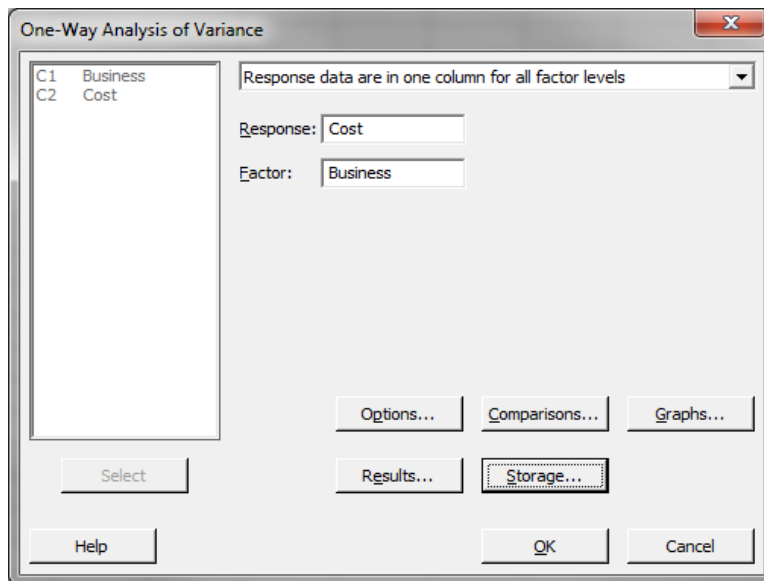 One-Way Analysis of Variance
X
C1 Business
C2 Cost
Response data are in one column for all factor levels
Response: Cost
Factor: Business
Options... Comparisons... Graphs...
Select Results... Storage...
Help OK Cancel